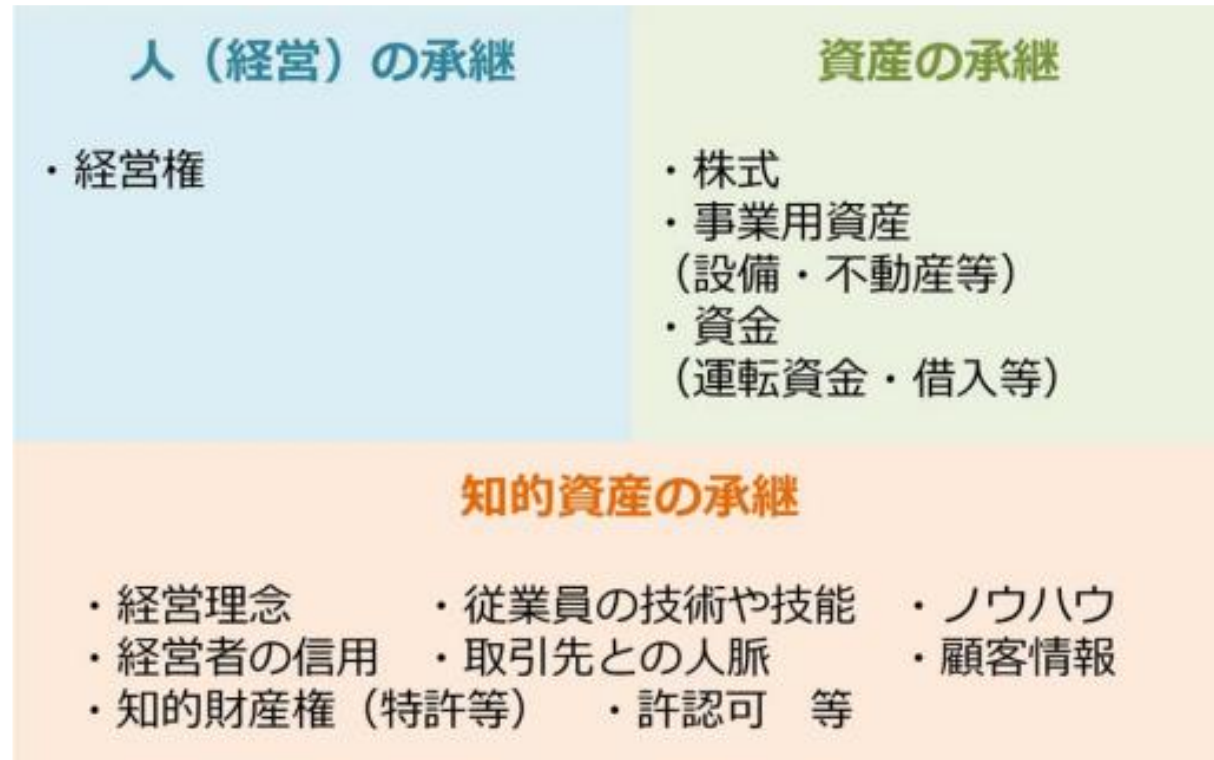 人（経営）の承継
・経営権
資産の承継
・株式
・事業用資産
（設備・不動産等）
・資金
（運転資金・借入等）
知的資産の承継
・経営理念　・従業員の技術や技能　・ノウハウ
・経営者の信用　・取引先との人脈　・顧客情報
・知的財産権（特許等）　・許認可　等